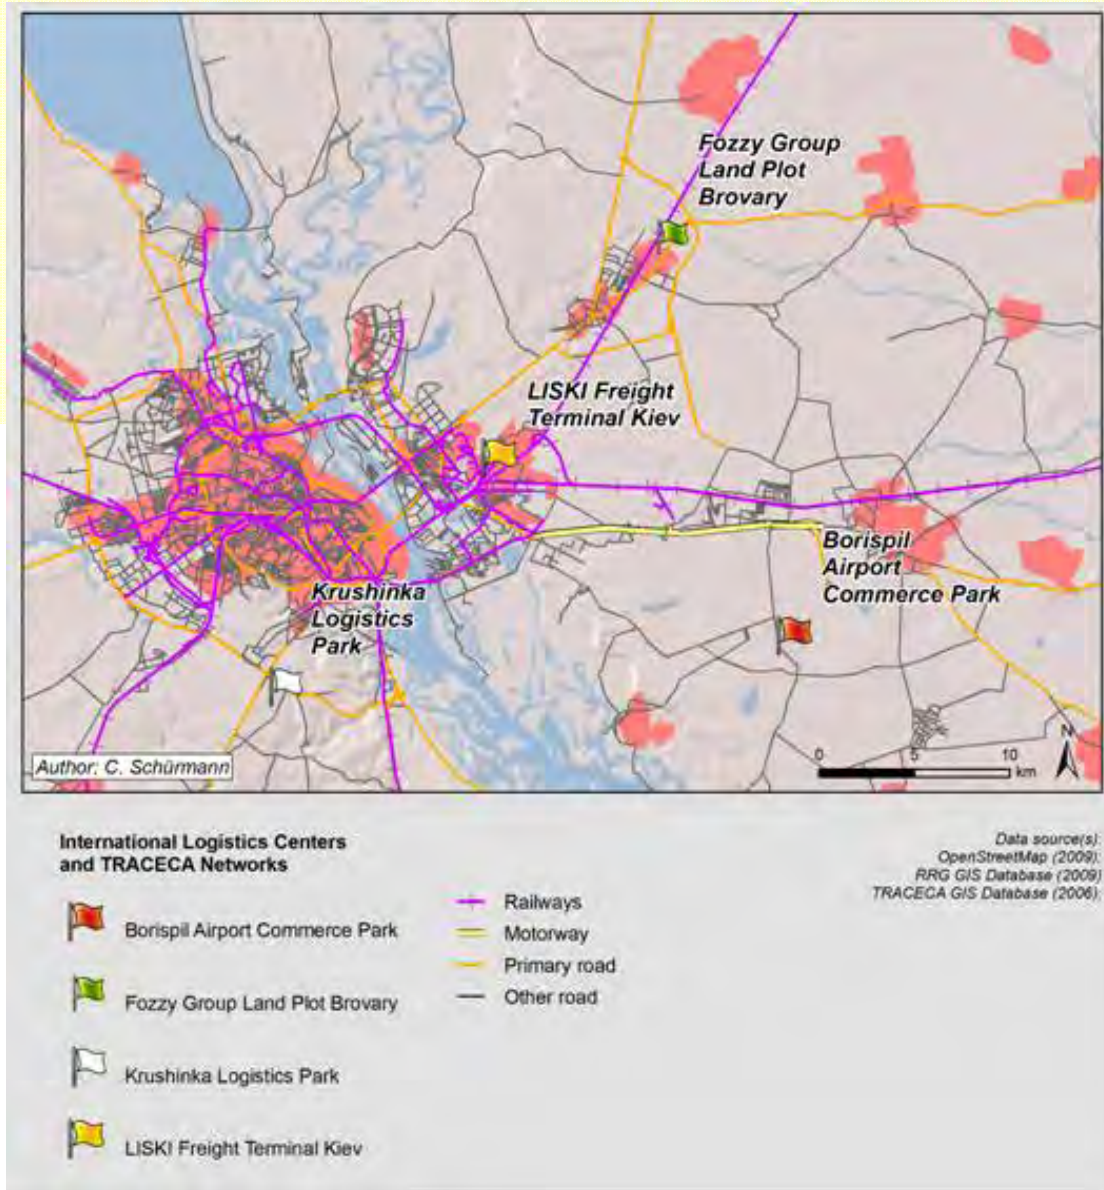 Fozzy Group
Land Plot
Brovary
LISKI Freight
Terminal Kiev
Borispil
Airport
Commerce Park
Krushinka
Logistics
Park
N
0 5 10
km
Author: C. Schürmann
International Logistics Centers
and TRACECA Networks
Borispil Airport Commerce Park
Fozzy Group Land Plot Brovary
Krushinka Logistics Park
LISKI Freight Terminal Kiev
Railways
Motorway
Primary road
Other road
Data source(s):
OpenStreetMap (2009);
RRG GIS Database (2009)
TRACECA GIS Database (2006);